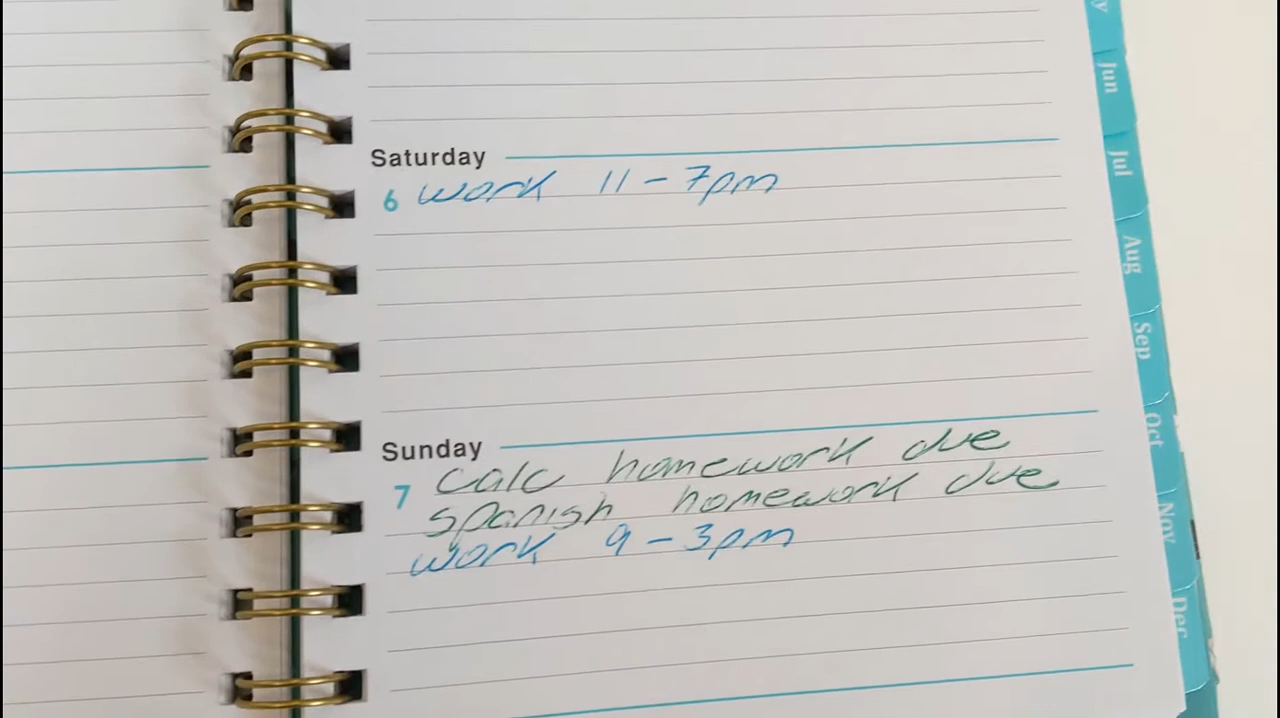 Saturday
6 work 11-7pm
Sunday
7 calc homework due
spanish homework due
work 9-3pm
Jun
Jul
Aug
Sep
Oct
Nov
Dec